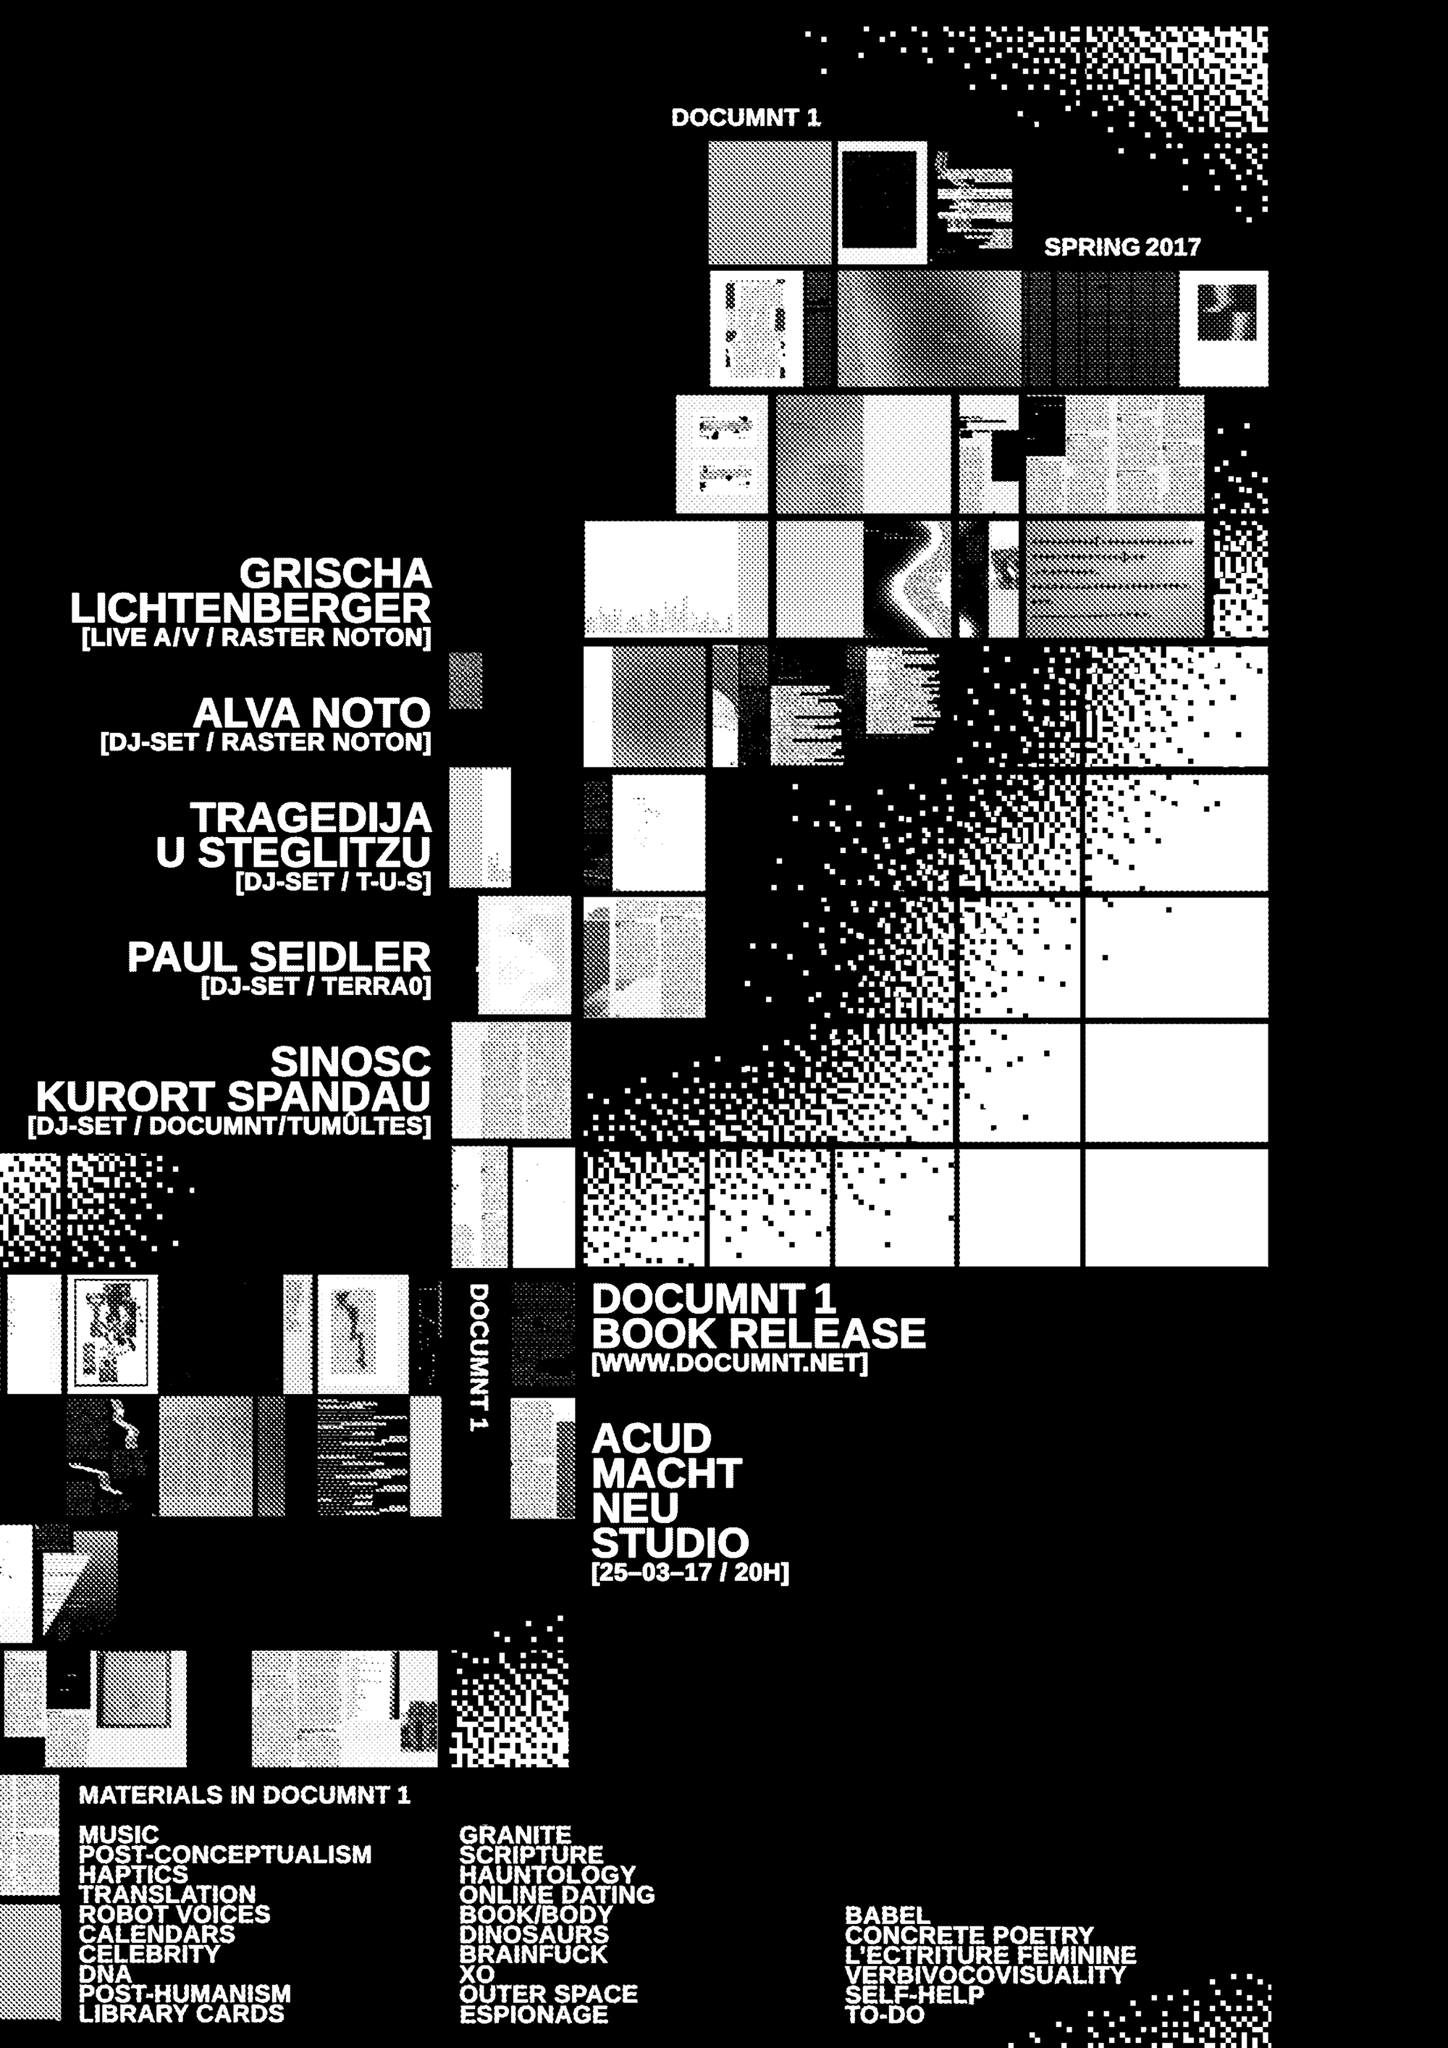 DOCUMNT 1
SPRING 2017
GRISCHA
LICHTENBERGER
[LIVE A/V / RASTER NOTON]
ALVA NOTO
[DJ-SET / RASTER NOTON]
TRAGEDIJA
U STEGLITZU
[DJ-SET / T-U-S]
PAUL SEIDLER
[DJ-SET / TERRA0]
SINOSC
KURORT SPANDAU
[DJ-SET / DOCUMNT/TUMÛLTES]
DOCUMNT 1
DOCUMNT 1
BOOK RELEASE
[WWW.DOCUMNT.NET]
ACUD
MACHT
NEU
STUDIO
[25–03–17 / 20H]
MATERIALS IN DOCUMNT 1
MUSIC
POST-CONCEPTUALISM
HAPTICS
TRANSLATION
ROBOT VOICES
CALENDARS
CELEBRITY
DNA
POST-HUMANISM
LIBRARY CARDS
GRANITE
SCRIPTURE
HAUNTOLOGY
ONLINE DATING
BOOK/BODY
DINOSAURS
BRAINFUCK
XO
OUTER SPACE
ESPIONAGE
BABEL
CONCRETE POETRY
L'ECTRITURE FEMININE
VERBIVOCOVISUALITY
SELF-HELP
TO-DO